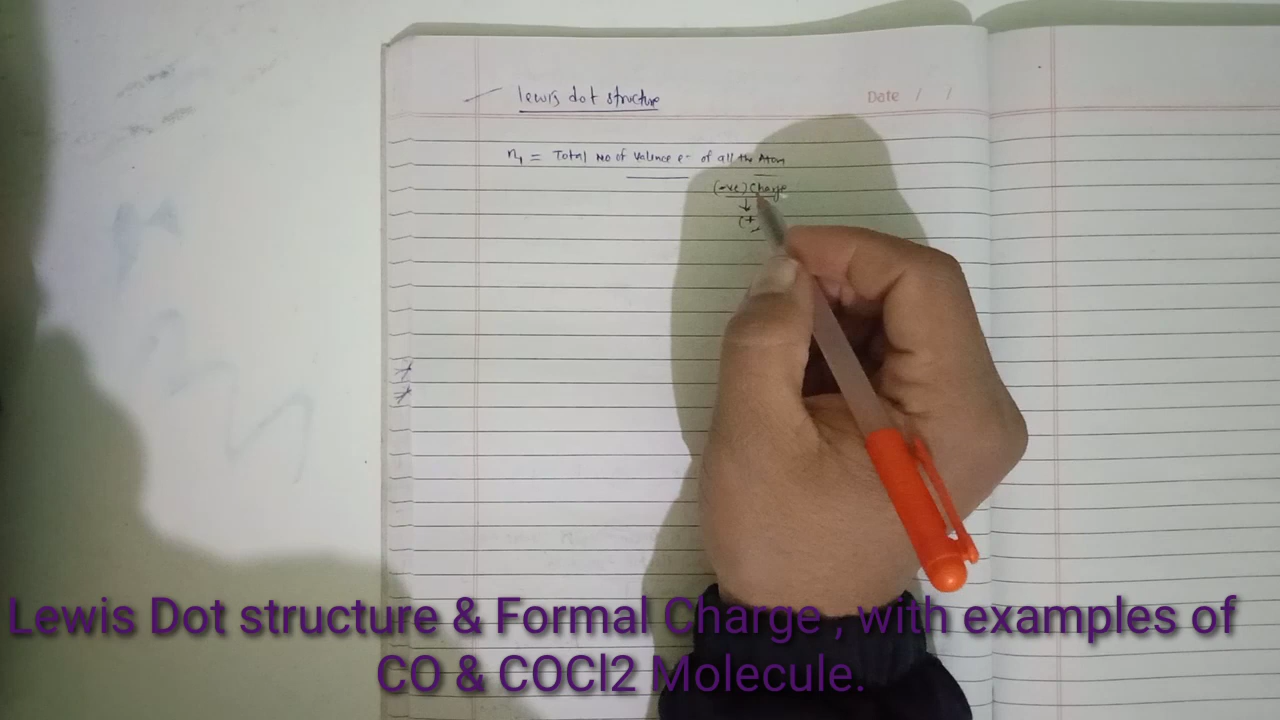 Lewis dot structure
Date / /
n₁ = Total No of Valence e⁻ of all the Atom
(-ve) Charge
↓
(+
Lewis Dot structure & Formal Charge , with examples of
CO & COCl2 Molecule.